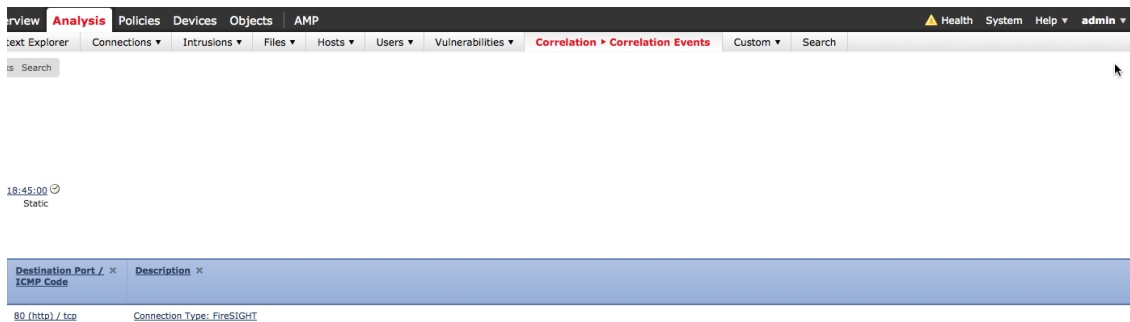 rview Analysis Policies Devices Objects AMP Health System Help ▾ admin ▾
text Explorer Connections ▾ Intrusions ▾ Files ▾ Hosts ▾ Users ▾ Vulnerabilities ▾ Correlation ▸ Correlation Events Custom ▾ Search
ks Search
18:45:00
Static
Destination Port / × Description ×
ICMP Code
80 (http) / tcp Connection Type: FireSIGHT